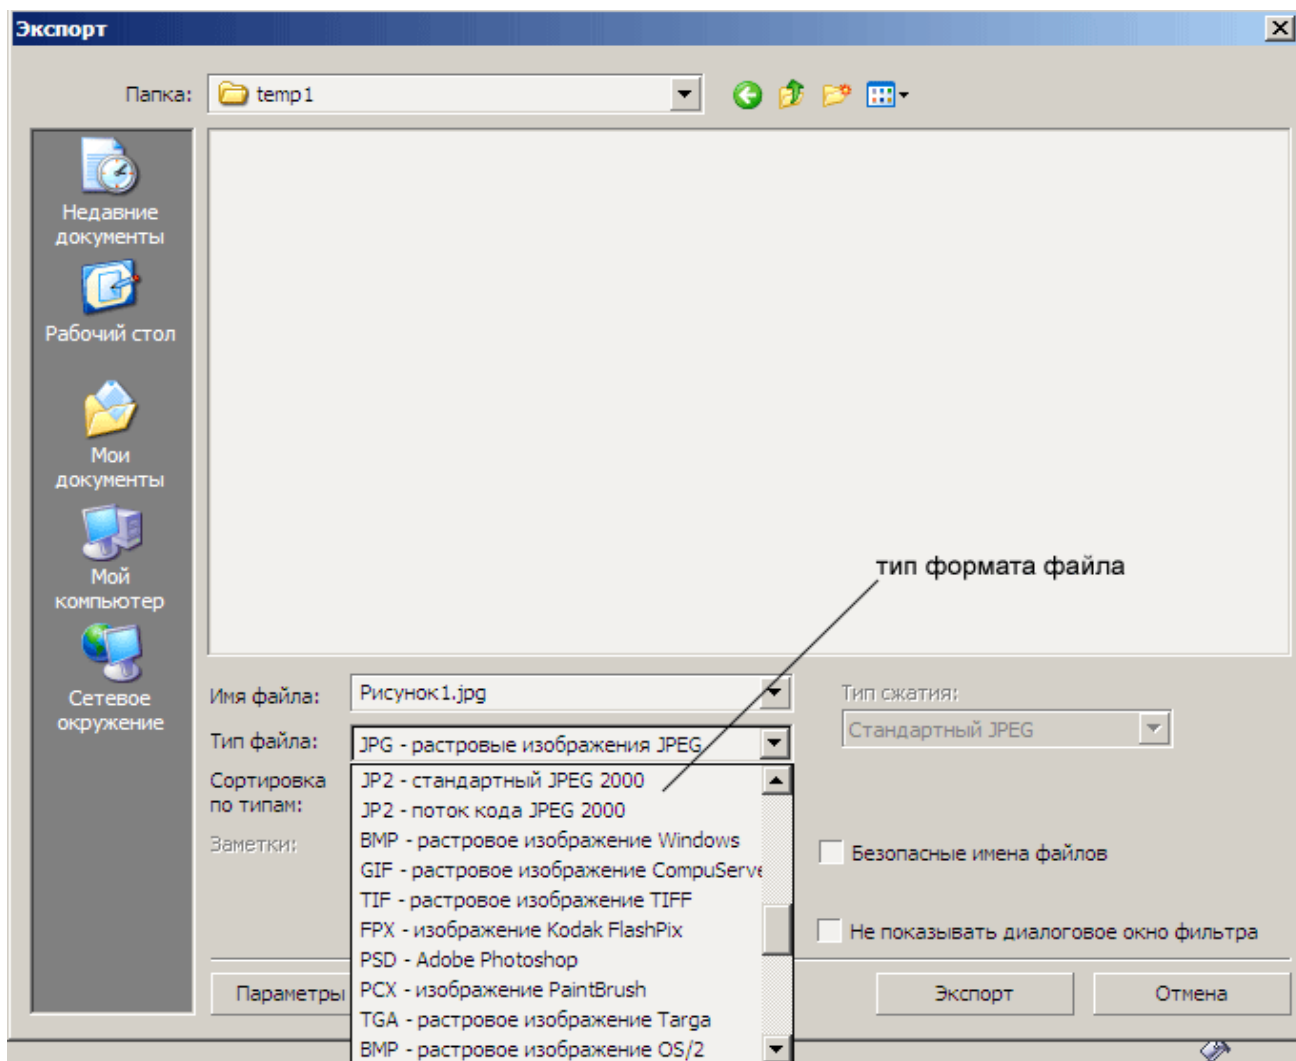 Экспорт
Папка: temp1
Недавние
документы
Рабочий стол
Мои
документы
Мой
компьютер
Сетевое
окружение
тип формата файла
Имя файла: Рисунок1.jpg
Тип сжатия:
Стандартный JPEG
Тип файла: JPG - растровые изображения JPEG
Сортировка
по типам:
JP2 - стандартный JPEG 2000
JP2 - поток кода JPEG 2000
BMP - растровое изображение Windows
GIF - растровое изображение CompuServe
TIF - растровое изображение TIFF
FPX - изображение Kodak FlashPix
PSD - Adobe Photoshop
PCX - изображение PaintBrush
TGA - растровое изображение Targa
BMP - растровое изображение OS/2
Заметки:
Безопасные имена файлов
Не показывать диалоговое окно фильтра
Параметры
Экспорт
Отмена